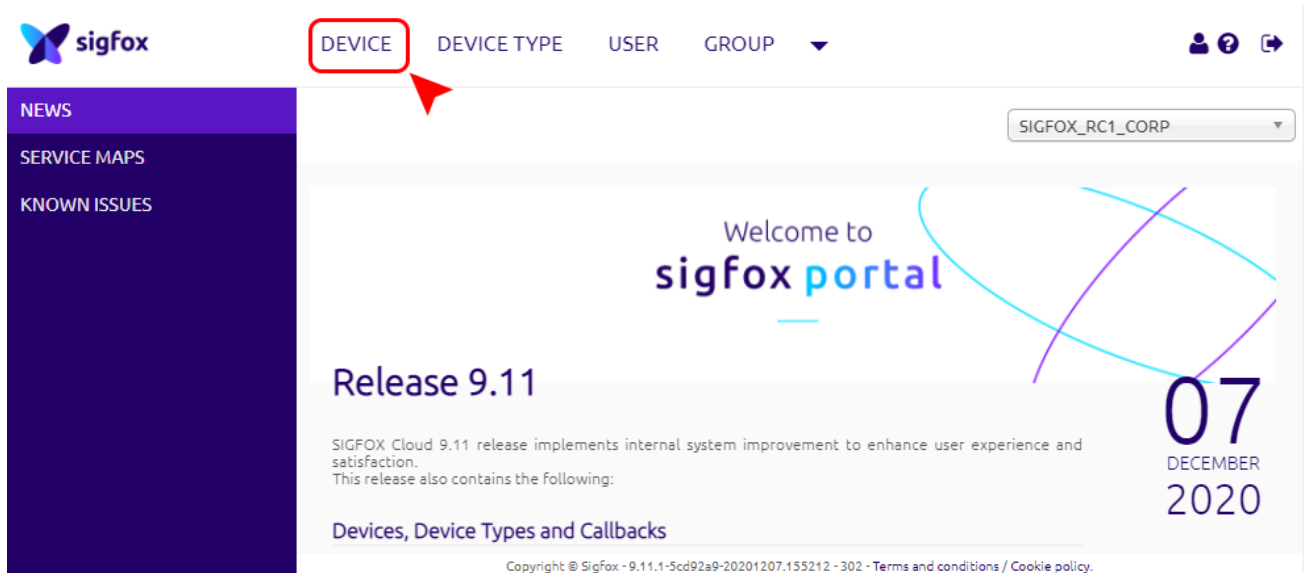 sigfox
DEVICE DEVICE TYPE USER GROUP
NEWS
SERVICE MAPS
KNOWN ISSUES
SIGFOX_RC1_CORP
Welcome to
sigfox portal
Release 9.11
07
DECEMBER
2020
SIGFOX Cloud 9.11 release implements internal system improvement to enhance user experience and
satisfaction.
This release also contains the following:
Devices, Device Types and Callbacks
Copyright © Sigfox - 9.11.1-5cd92a9-20201207.155212 - 302 - Terms and conditions / Cookie policy.